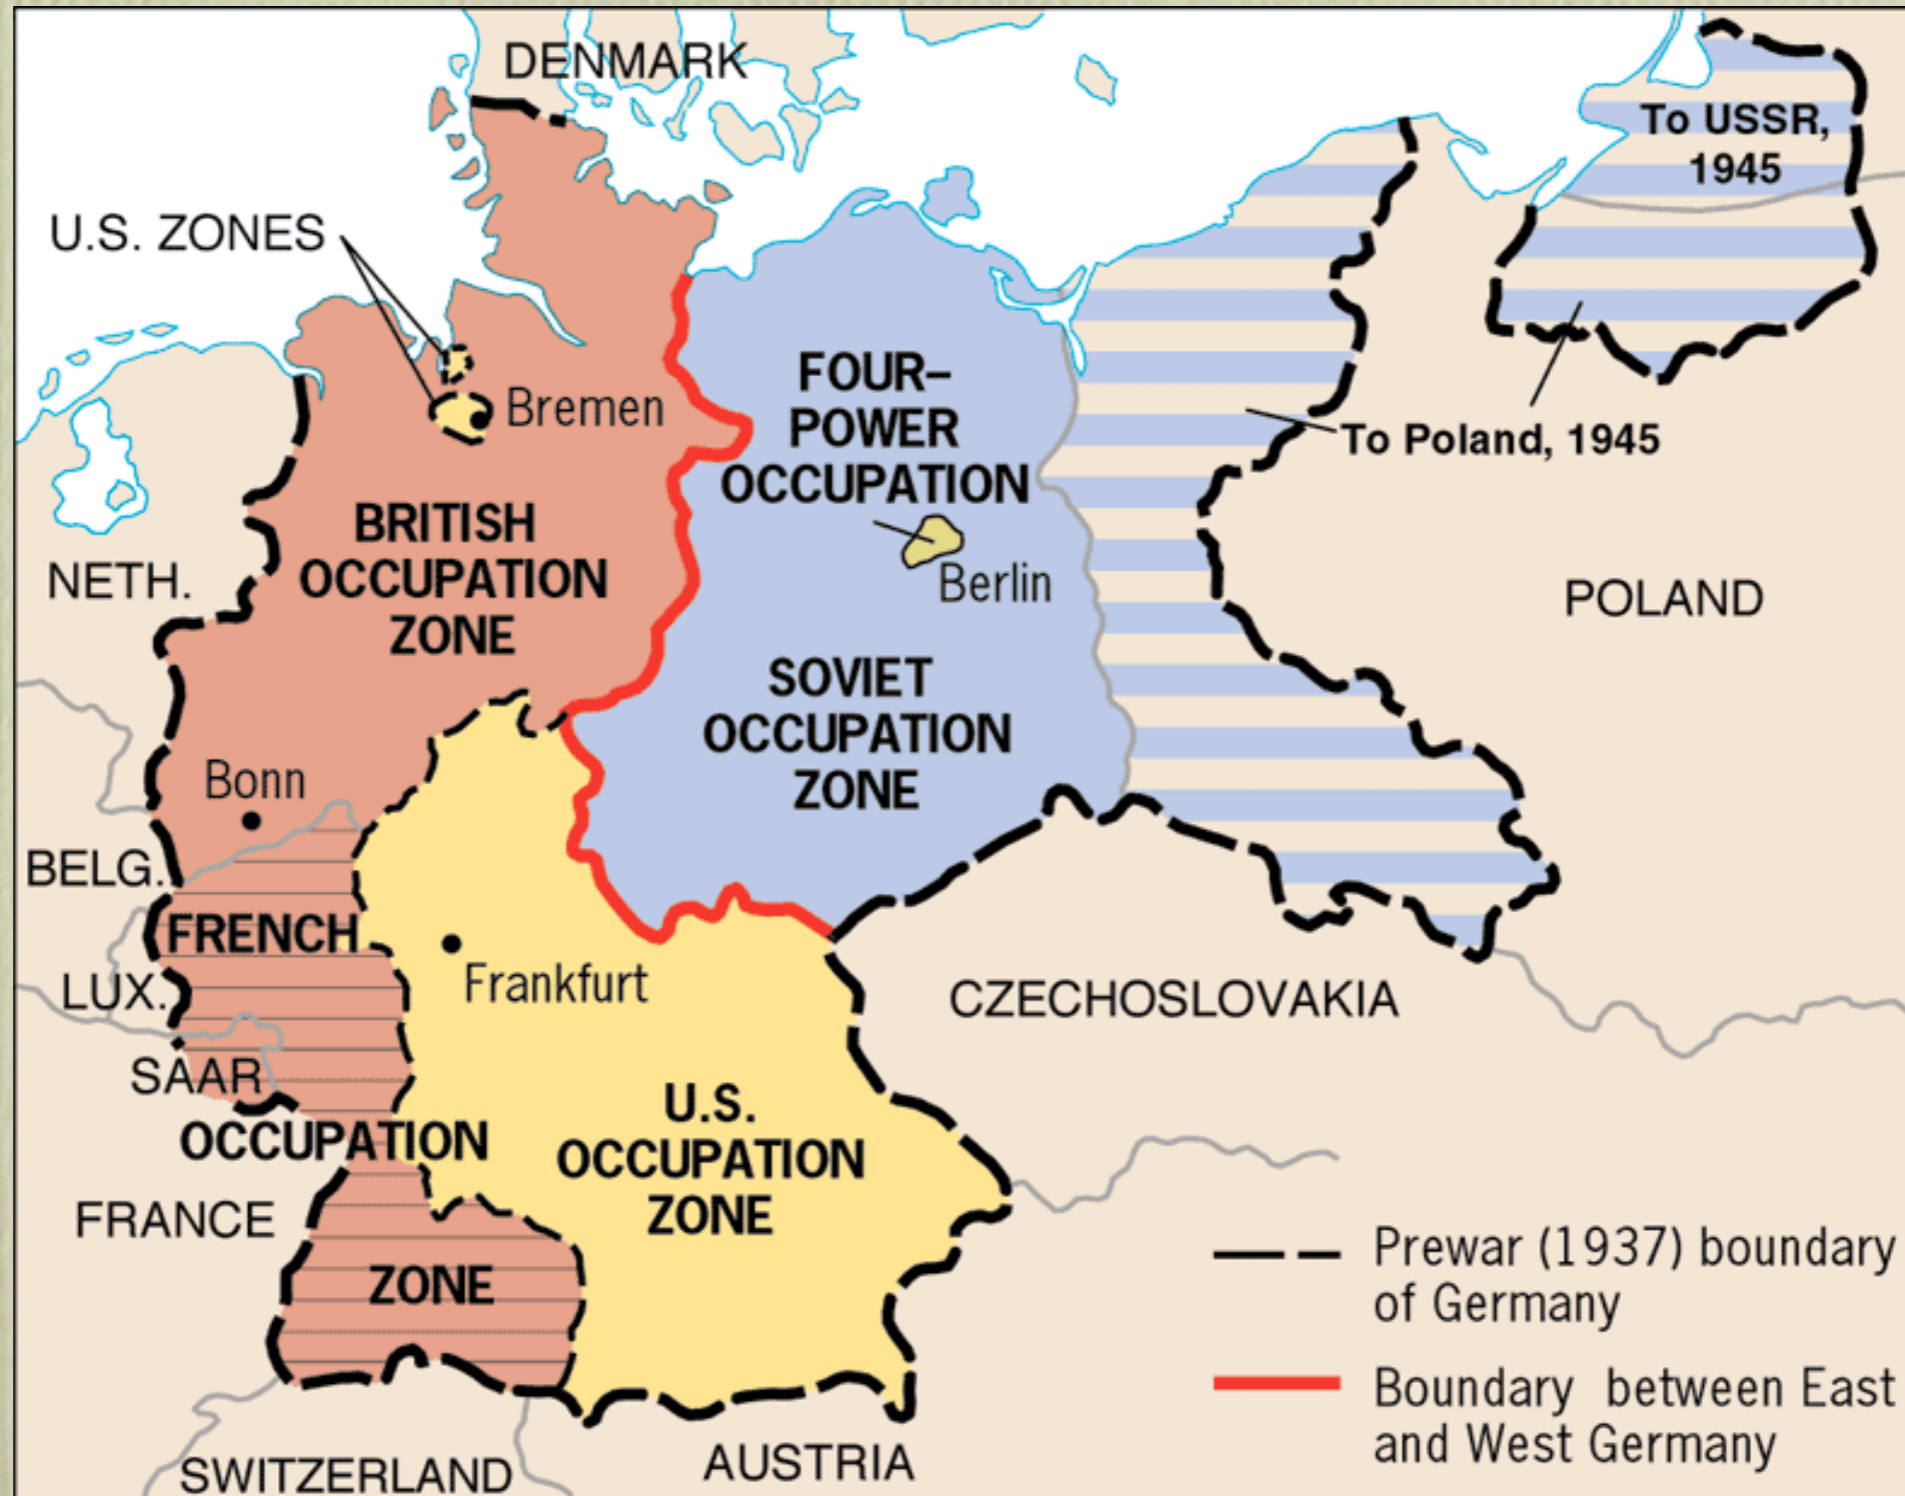 DENMARK
To USSR,
1945
U.S. ZONES
Bremen
FOUR–
POWER
OCCUPATION
Berlin
To Poland, 1945
BRITISH
OCCUPATION
ZONE
NETH.
POLAND
SOVIET
OCCUPATION
ZONE
Bonn
BELG.
FRENCH
OCCUPATION
ZONE
Frankfurt
LUX.
SAAR
CZECHOSLOVAKIA
U.S.
OCCUPATION
ZONE
FRANCE
SWITZERLAND
AUSTRIA
Prewar (1937) boundary
of Germany
Boundary between East
and West Germany